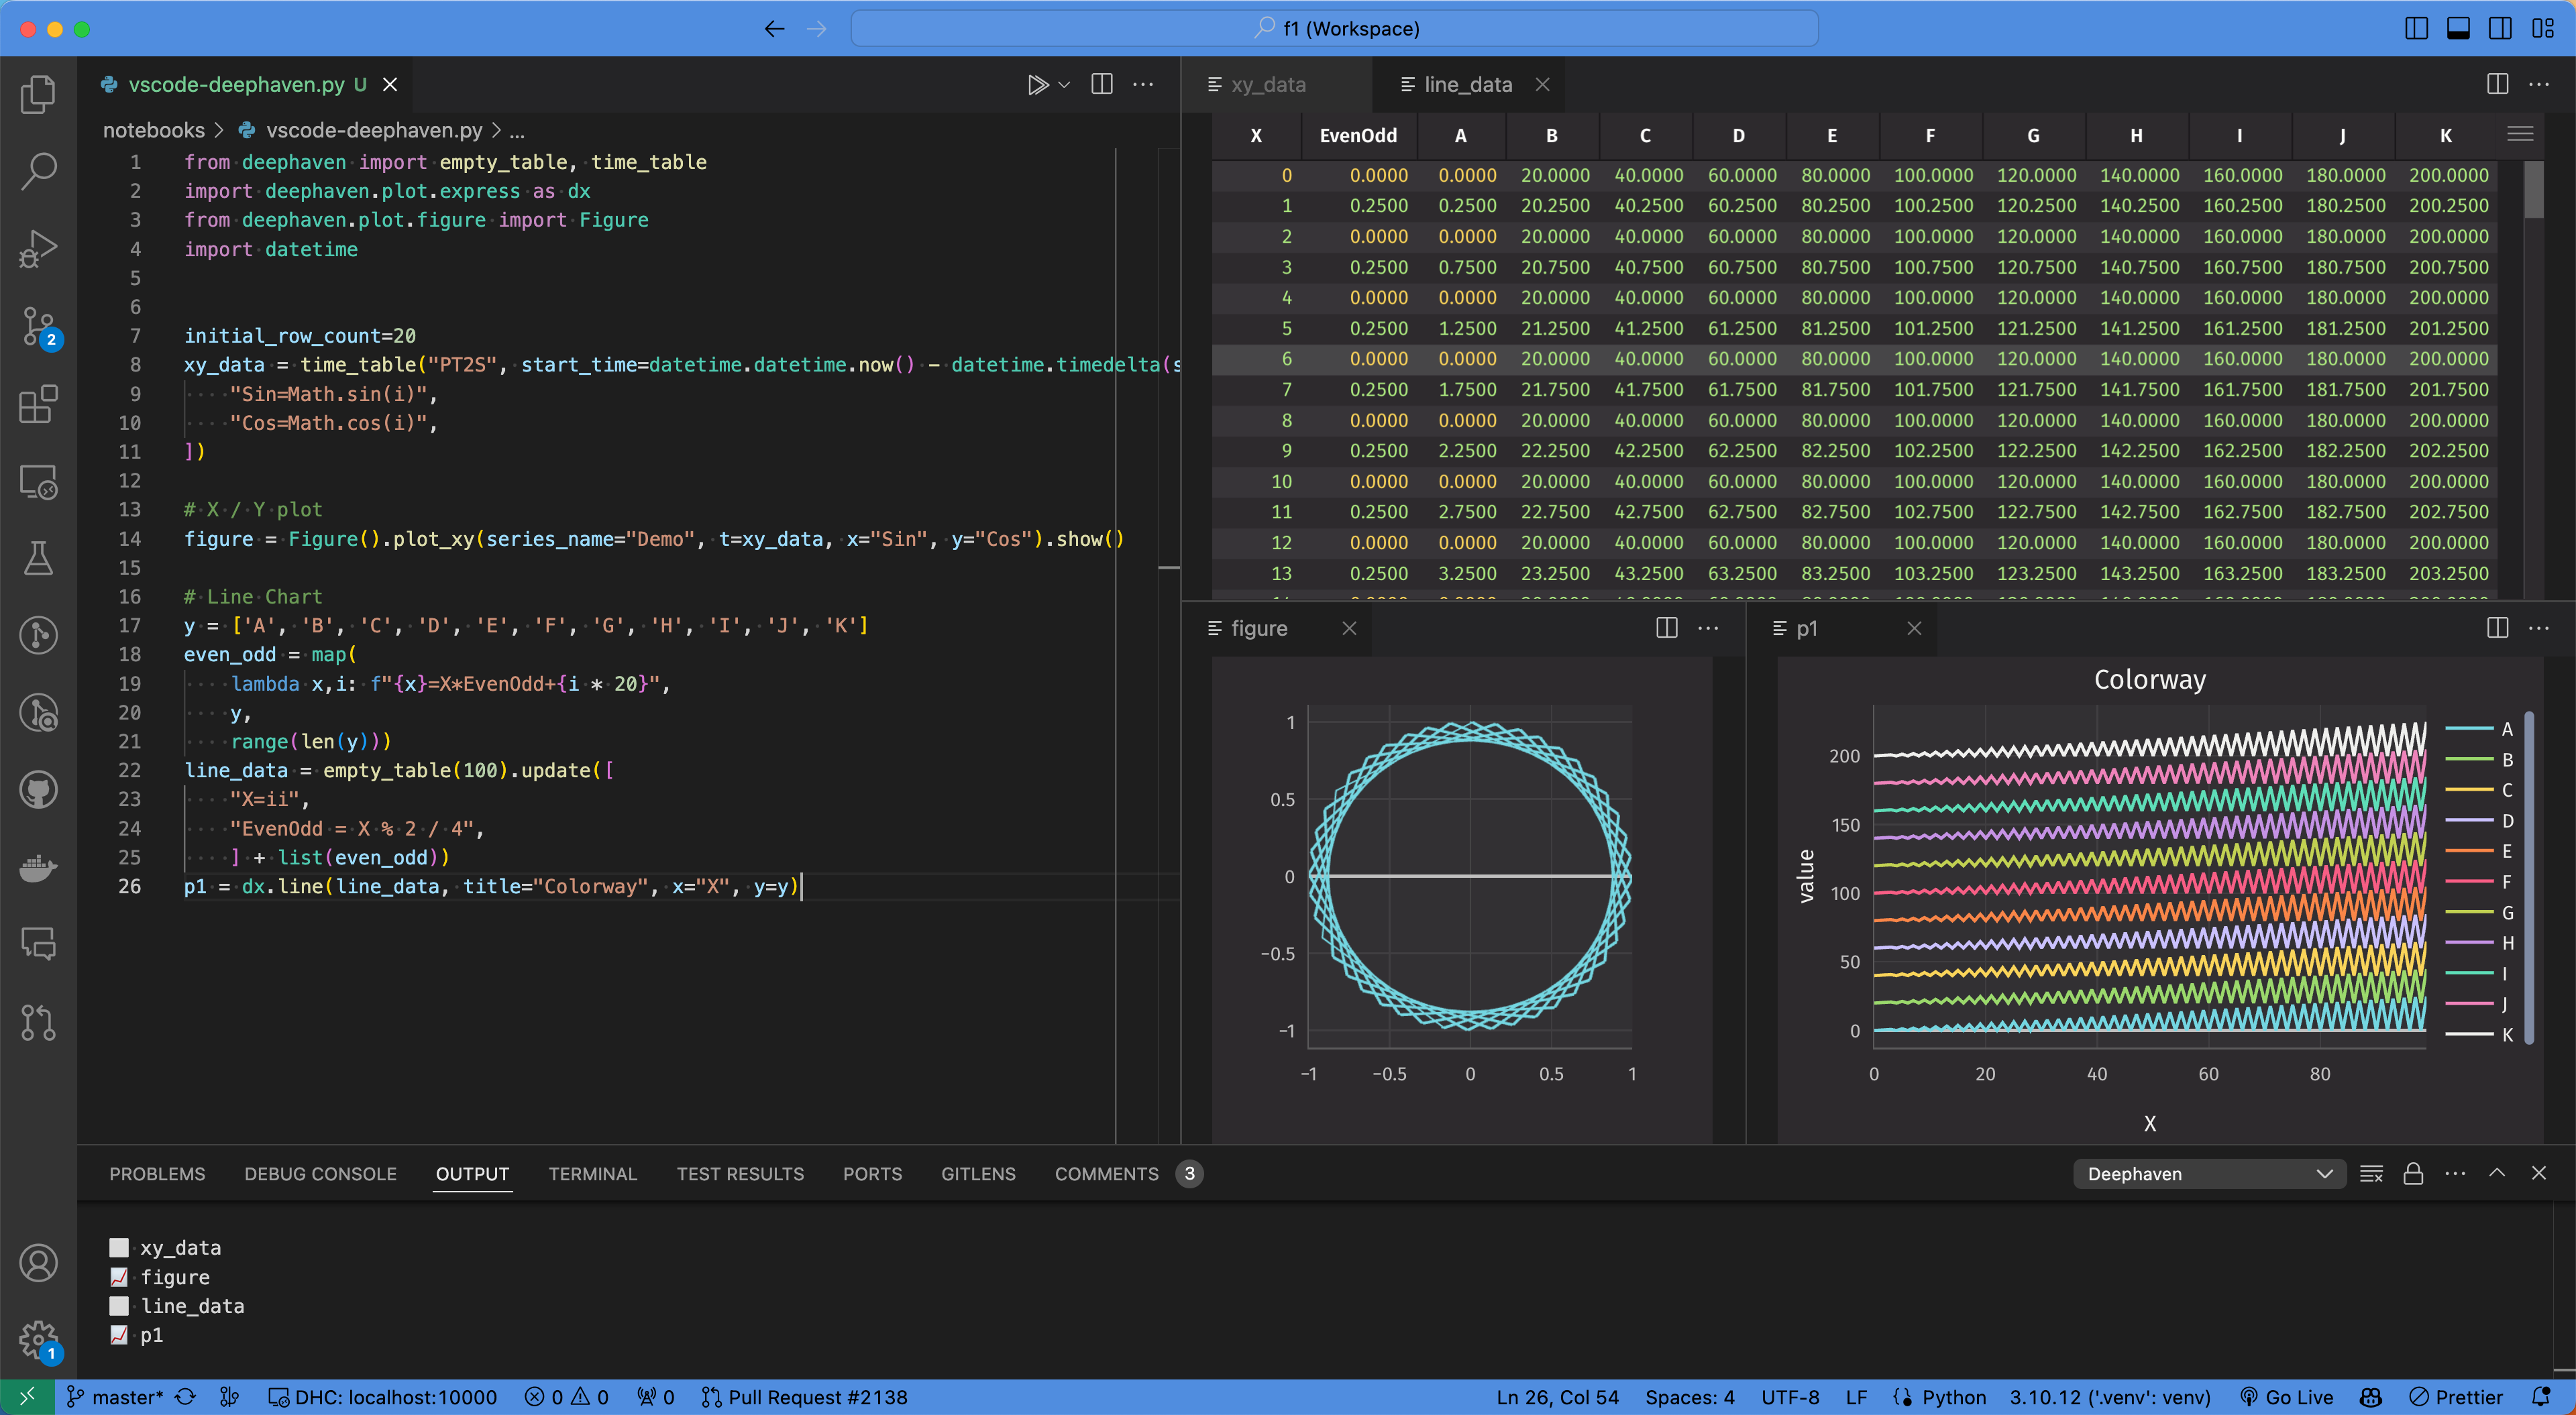 f1 (Workspace)
vscode-deephaven.py U
notebooks > vscode-deephaven.py > ...
1 from deephaven import empty_table, time_table
2 import deephaven.plot.express as dx
3 from deephaven.plot.figure import Figure
4 import datetime
5
6
7 initial_row_count=20
8 xy_data = time_table("PT2S", start_time=datetime.datetime.now() - datetime.timedelta(s
9 "Sin=Math.sin(i)",
10 "Cos=Math.cos(i)",
11 ])
12
13 # X / Y plot
14 figure = Figure().plot_xy(series_name="Demo", t=xy_data, x="Sin", y="Cos").show()
15
16 # Line Chart
17 y = ['A', 'B', 'C', 'D', 'E', 'F', 'G', 'H', 'I', 'J', 'K']
18 even_odd = map(
19 lambda x,i: f"{x}=X*EvenOdd+{i * 20}",
20 y,
21 range(len(y)))
22 line_data = empty_table(100).update([
23 "X=ii",
24 "EvenOdd = X % 2 / 4",
25 ] + list(even_odd))
26 p1 = dx.line(line_data, title="Colorway", x="X", y=y)
xy_data line_data
X EvenOdd A B C D E F G H I J K
0 0.0000 0.0000 20.0000 40.0000 60.0000 80.0000 100.0000 120.0000 140.0000 160.0000 180.0000 200.0000
1 0.2500 0.2500 20.2500 40.2500 60.2500 80.2500 100.2500 120.2500 140.2500 160.2500 180.2500 200.2500
2 0.0000 0.0000 20.0000 40.0000 60.0000 80.0000 100.0000 120.0000 140.0000 160.0000 180.0000 200.0000
3 0.2500 0.7500 20.7500 40.7500 60.7500 80.7500 100.7500 120.7500 140.7500 160.7500 180.7500 200.7500
4 0.0000 0.0000 20.0000 40.0000 60.0000 80.0000 100.0000 120.0000 140.0000 160.0000 180.0000 200.0000
5 0.2500 1.2500 21.2500 41.2500 61.2500 81.2500 101.2500 121.2500 141.2500 161.2500 181.2500 201.2500
6 0.0000 0.0000 20.0000 40.0000 60.0000 80.0000 100.0000 120.0000 140.0000 160.0000 180.0000 200.0000
7 0.2500 1.7500 21.7500 41.7500 61.7500 81.7500 101.7500 121.7500 141.7500 161.7500 181.7500 201.7500
8 0.0000 0.0000 20.0000 40.0000 60.0000 80.0000 100.0000 120.0000 140.0000 160.0000 180.0000 200.0000
9 0.2500 2.2500 22.2500 42.2500 62.2500 82.2500 102.2500 122.2500 142.2500 162.2500 182.2500 202.2500
10 0.0000 0.0000 20.0000 40.0000 60.0000 80.0000 100.0000 120.0000 140.0000 160.0000 180.0000 200.0000
11 0.2500 2.7500 22.7500 42.7500 62.7500 82.7500 102.7500 122.7500 142.7500 162.7500 182.7500 202.7500
12 0.0000 0.0000 20.0000 40.0000 60.0000 80.0000 100.0000 120.0000 140.0000 160.0000 180.0000 200.0000
13 0.2500 3.2500 23.2500 43.2500 63.2500 83.2500 103.2500 123.2500 143.2500 163.2500 183.2500 203.2500
figure
1
0.5
0
−0.5
−1
−1 −0.5 0 0.5 1
p1
Colorway
value
200
150
100
50
0
0 20 40 60 80
X
A
B
C
D
E
F
G
H
I
J
K
PROBLEMS DEBUG CONSOLE OUTPUT TERMINAL TEST RESULTS PORTS GITLENS COMMENTS 3
Deephaven
xy_data
figure
line_data
p1
2
1
master* DHC: localhost:10000 0 0 0 Pull Request #2138 Ln 26, Col 54 Spaces: 4 UTF-8 LF Python 3.10.12 ('.venv': venv) Go Live Prettier